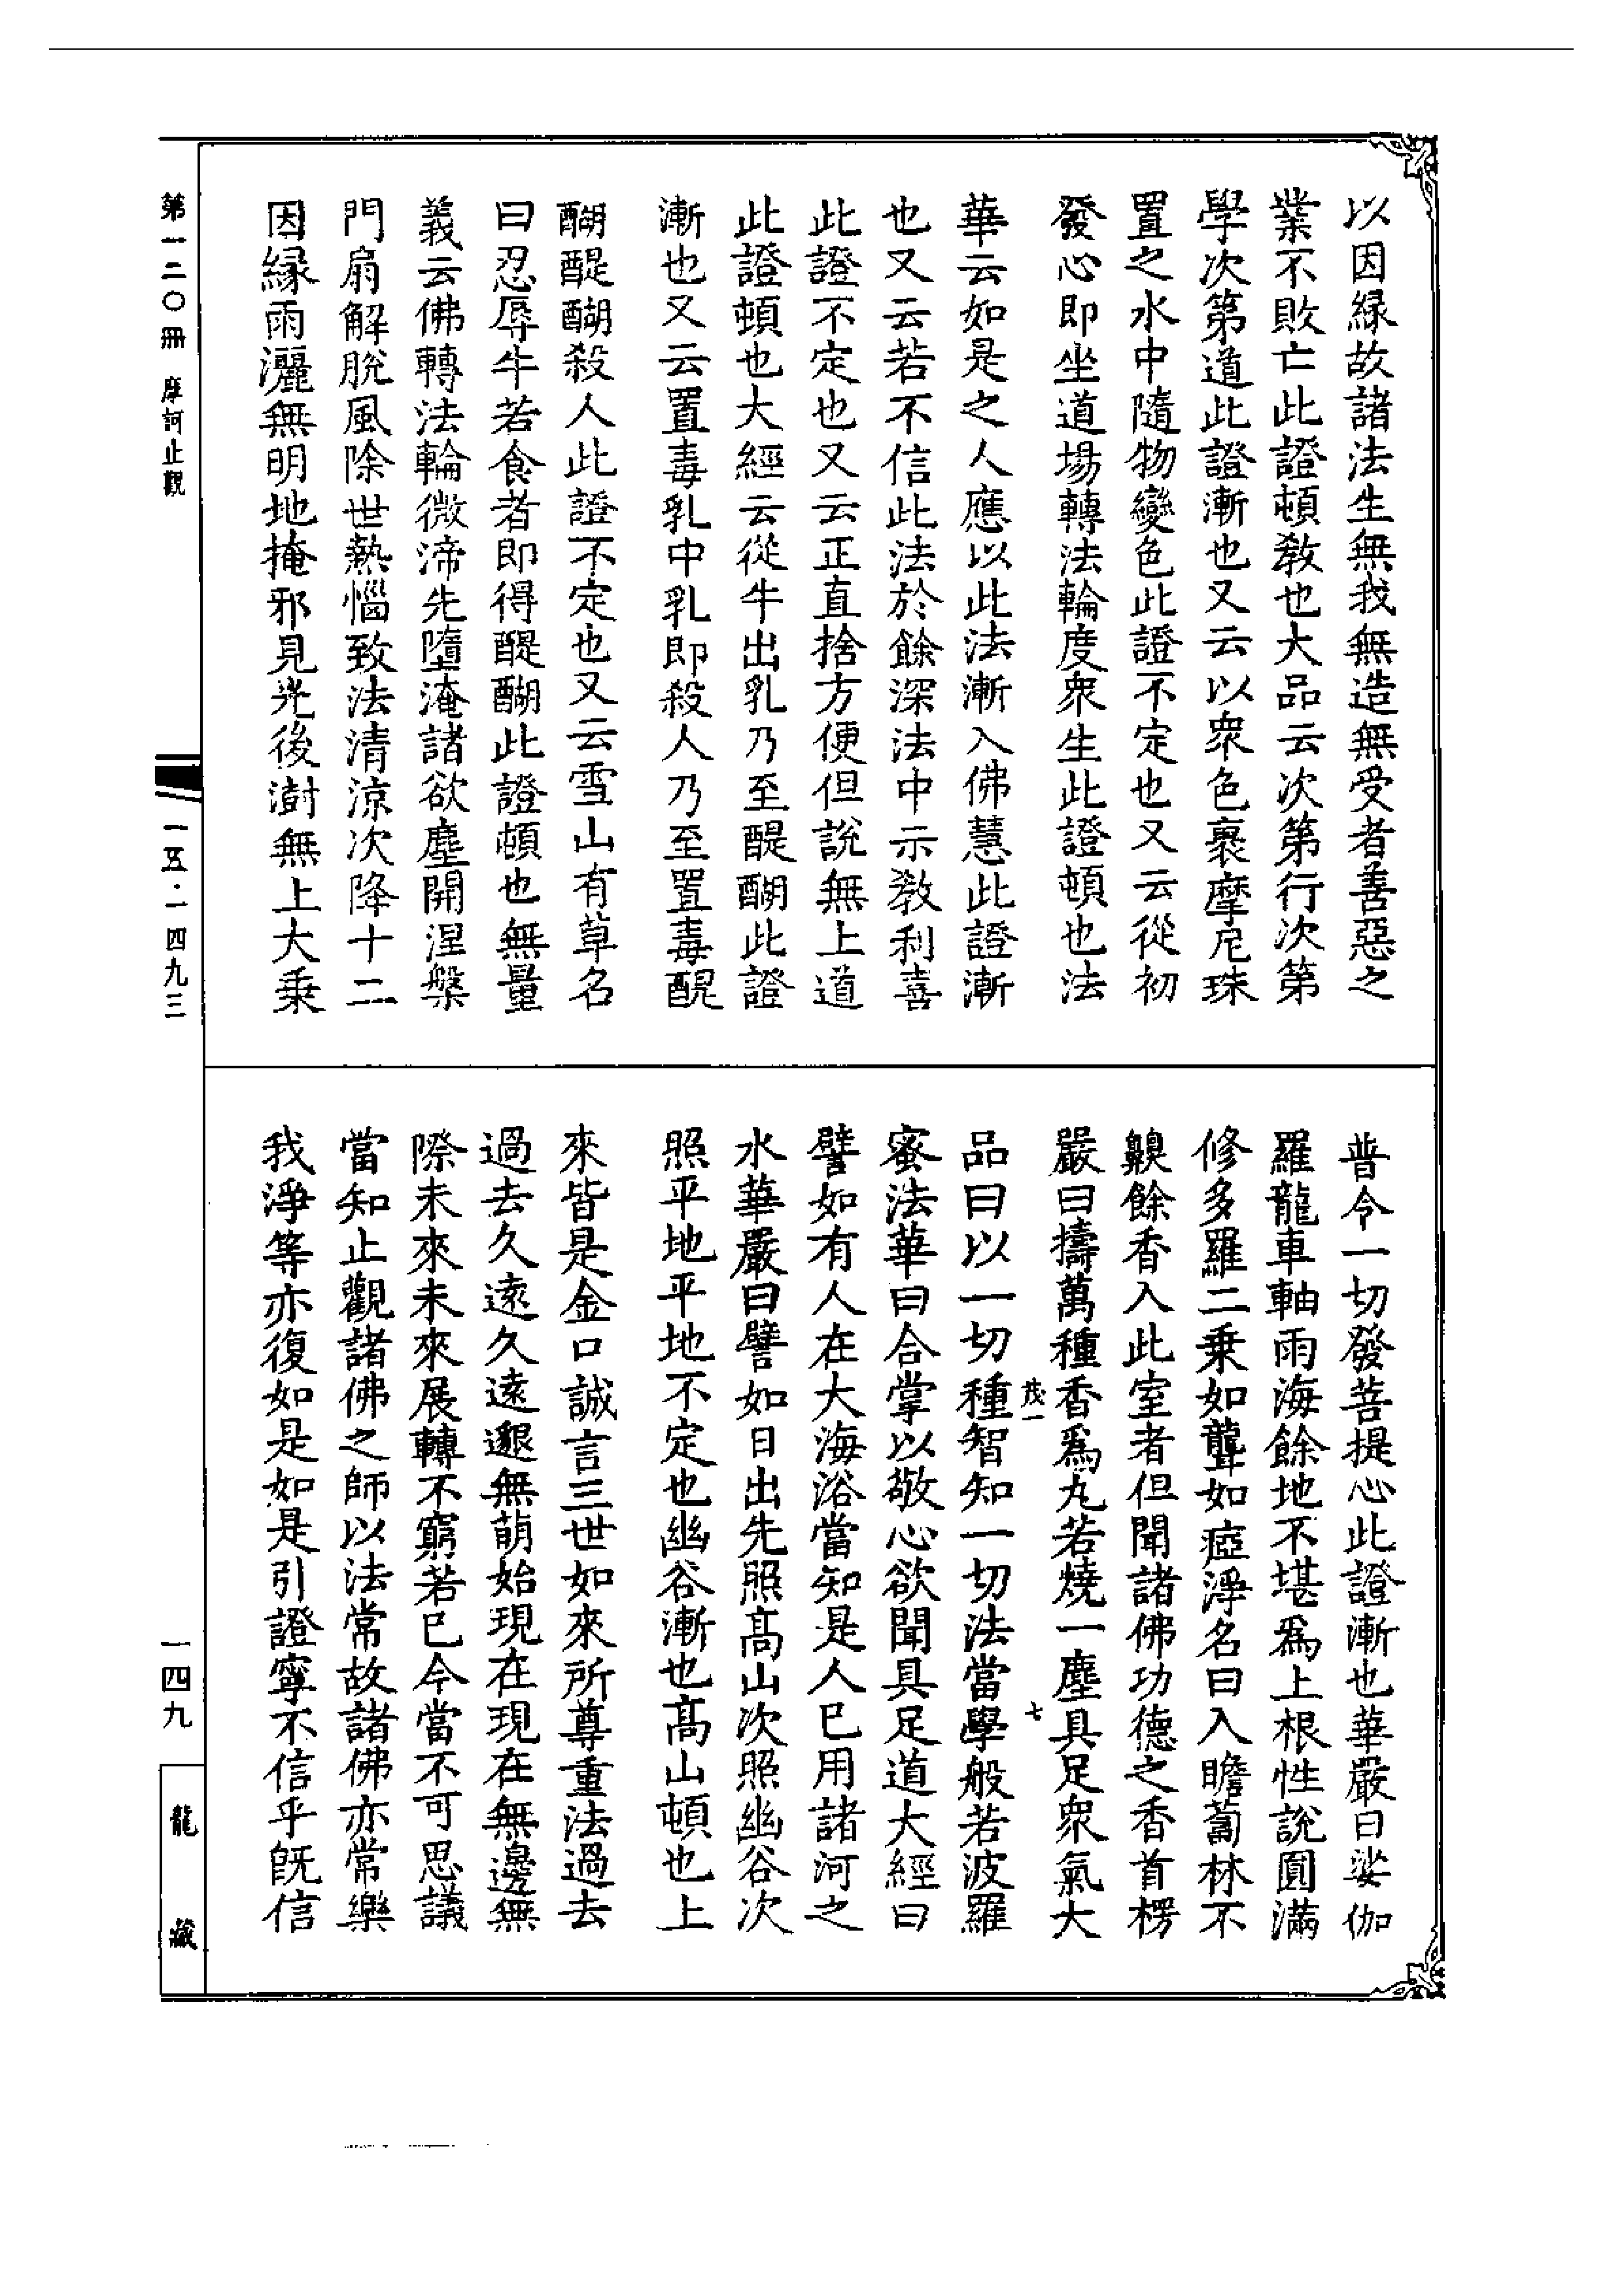 以因緣故諸法生無我無造無受者善惡之
業不敗亡此證頓教也大品云次第行次第
學次第道此證漸也又云以衆色裹摩尼珠
置之水中隨物變色此證不定也又云從初
發心即坐道場轉法輪度衆生此證頓也法
華云如是之人應以此法漸入佛慧此證漸
也又云若不信此法於餘深法中示教利喜
此證不定也又云正直捨方便但說無上道
此證頓也大經云從牛出乳乃至醍醐此證
漸也又云置毒乳中乳即殺人乃至置毒醍
醐醍醐殺人此證不定也又云雪山有草名
曰忍辱牛若食者即得醍醐此證頓也無量
義云佛轉法輪微渧先墮淹諸欲塵開涅槃
門扇解脫風除世熱惱致法清涼次降十二
因緣雨灑無明地掩邪見光後澍無上大乗
普令一切發菩提心此證漸也華嚴曰娑伽
羅龍車軸雨海餘地不堪爲上根性說圓滿
修多羅二乗如聾如瘂淨名曰入瞻蔔林不
齅餘香入此室者但聞諸佛功德之香首楞
嚴曰擣萬種香爲丸若燒一塵具足衆氣大
茂一 七
品曰以一切種智知一切法當學般若波羅
蜜法華曰合掌以敬心欲聞具足道大經曰
譬如有人在大海浴當知是人已用諸河之
水華嚴曰譬如日出先照髙山次照幽谷次
照平地平地不定也幽谷漸也髙山頓也上
來皆是金口誠言三世如來所尊重法過去
過去久遠久遠邈無萌始現在現在無邊無
際未來未來展轉不窮若已今當不可思議
當知止觀諸佛之師以法常故諸佛亦常樂
我淨等亦復如是如是引證寧不信乎旣信
第一二〇冊 摩訶止觀
一五·一四九三
一四九
龍藏